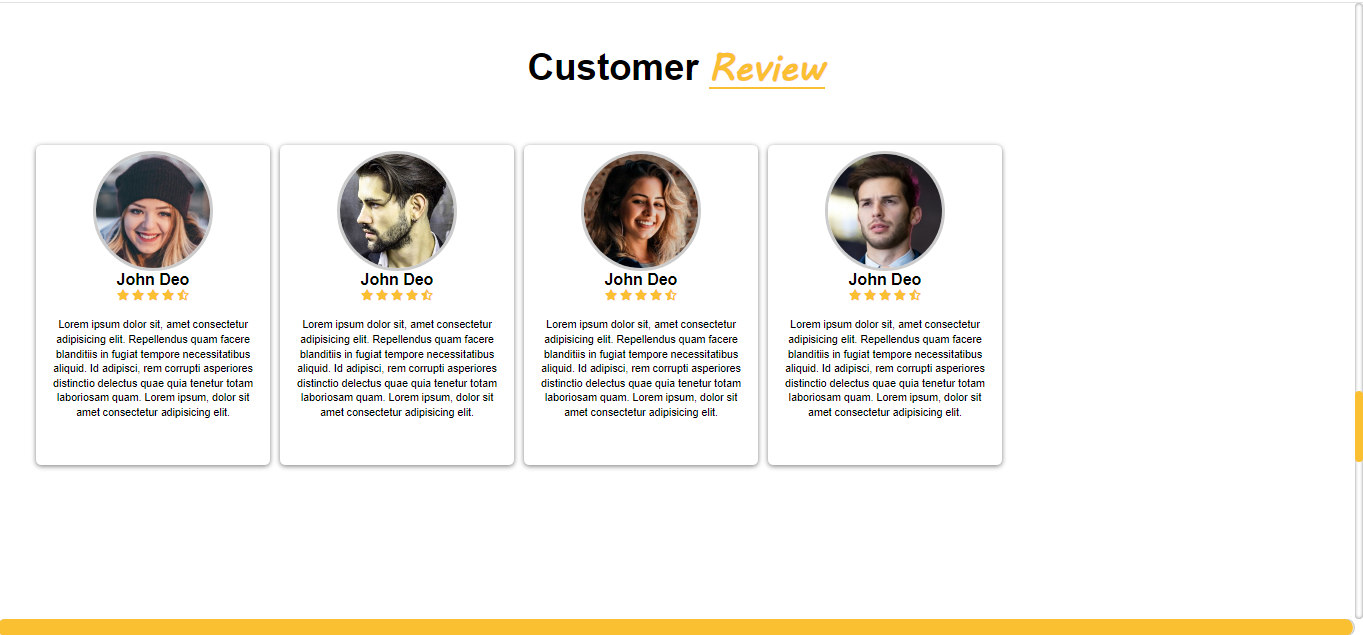 Customer Review
John Deo
Lorem ipsum dolor sit, amet consectetur
adipisicing elit. Repellendus quam facere
blanditiis in fugiat tempore necessitatibus
aliquid. Id adipisci, rem corrupti asperiores
distinctio delectus quae quia tenetur totam
laboriosam quam. Lorem ipsum, dolor sit
amet consectetur adipisicing elit.
John Deo
Lorem ipsum dolor sit, amet consectetur
adipisicing elit. Repellendus quam facere
blanditiis in fugiat tempore necessitatibus
aliquid. Id adipisci, rem corrupti asperiores
distinctio delectus quae quia tenetur totam
laboriosam quam. Lorem ipsum, dolor sit
amet consectetur adipisicing elit.
John Deo
Lorem ipsum dolor sit, amet consectetur
adipisicing elit. Repellendus quam facere
blanditiis in fugiat tempore necessitatibus
aliquid. Id adipisci, rem corrupti asperiores
distinctio delectus quae quia tenetur totam
laboriosam quam. Lorem ipsum, dolor sit
amet consectetur adipisicing elit.
John Deo
Lorem ipsum dolor sit, amet consectetur
adipisicing elit. Repellendus quam facere
blanditiis in fugiat tempore necessitatibus
aliquid. Id adipisci, rem corrupti asperiores
distinctio delectus quae quia tenetur totam
laboriosam quam. Lorem ipsum, dolor sit
amet consectetur adipisicing elit.